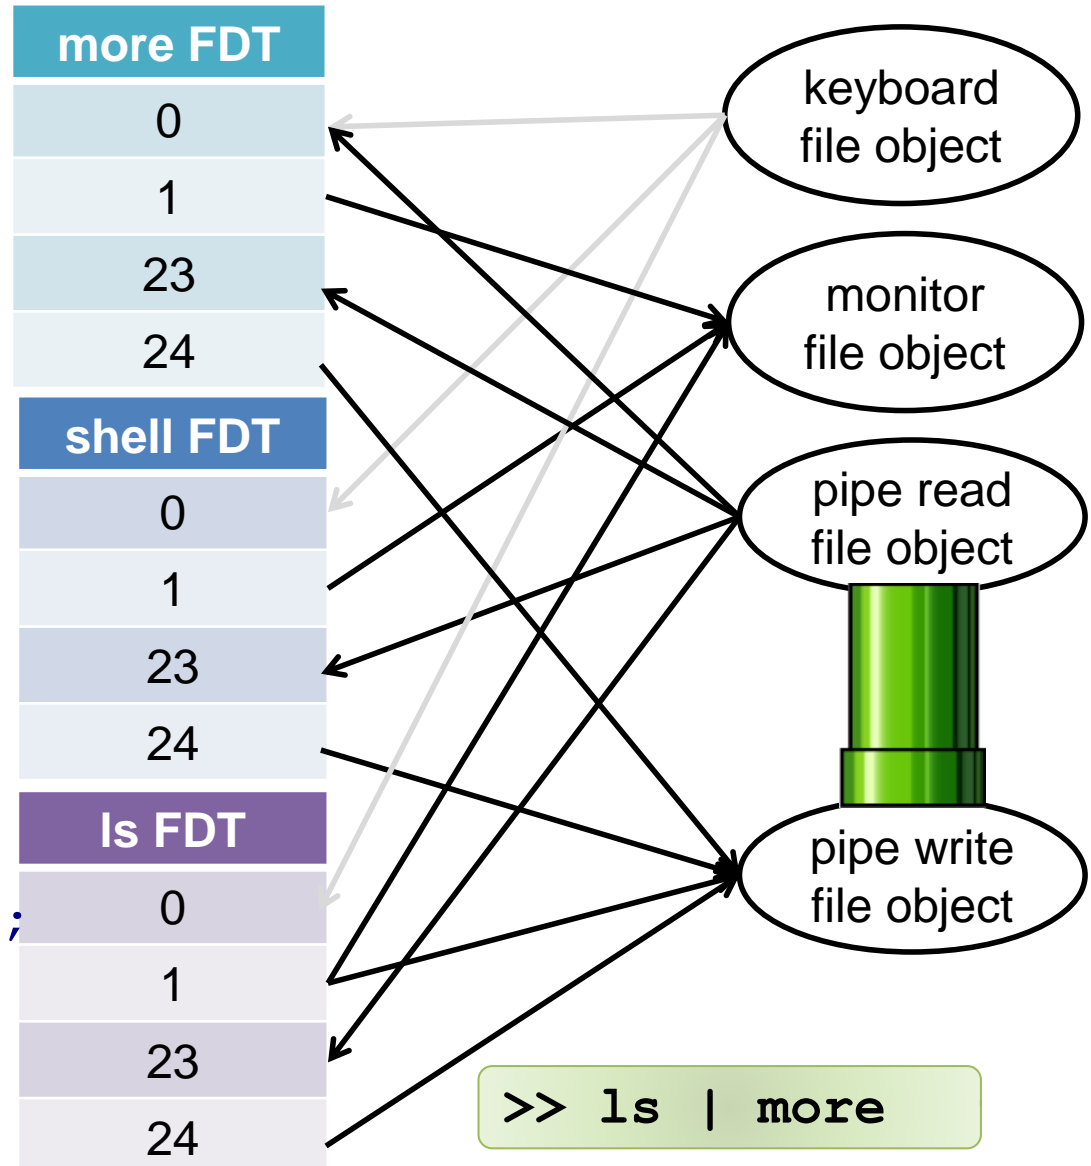 more FDT
0
1
23
24
shell FDT
0
1
23
24
ls FDT
0
1
23
24
;
keyboard
file object
monitor
file object
pipe read
file object
pipe write
file object
>> ls | more